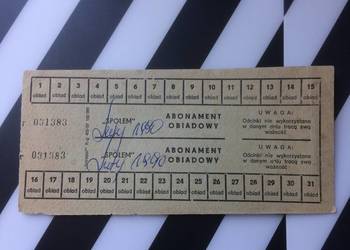 1 2 3 4 5 6 7 8 9 10 11 12 13 14 15
obiad obiad obiad obiad obiad obiad obiad obiad obiad obiad obiad obiad obiad obiad obiad
Nr 031383
„SPOŁEM"
Luty 1990
ABONAMENT
OBIADOWY
UWAGA:
Odcinki nie wykorzystane
w danym dniu tracą swą
ważność
Nr 031383
„SPOŁEM"
Luty 1990
ABONAMENT
OBIADOWY
UWAGA:
Odcinki nie wykorzystane
w danym dniu tracą swą
ważność
16 17 18 19 20 21 22 23 24 25 26 27 28 29 30 31
obiad obiad obiad obiad obiad obiad obiad obiad obiad obiad obiad obiad obiad obiad obiad obiad